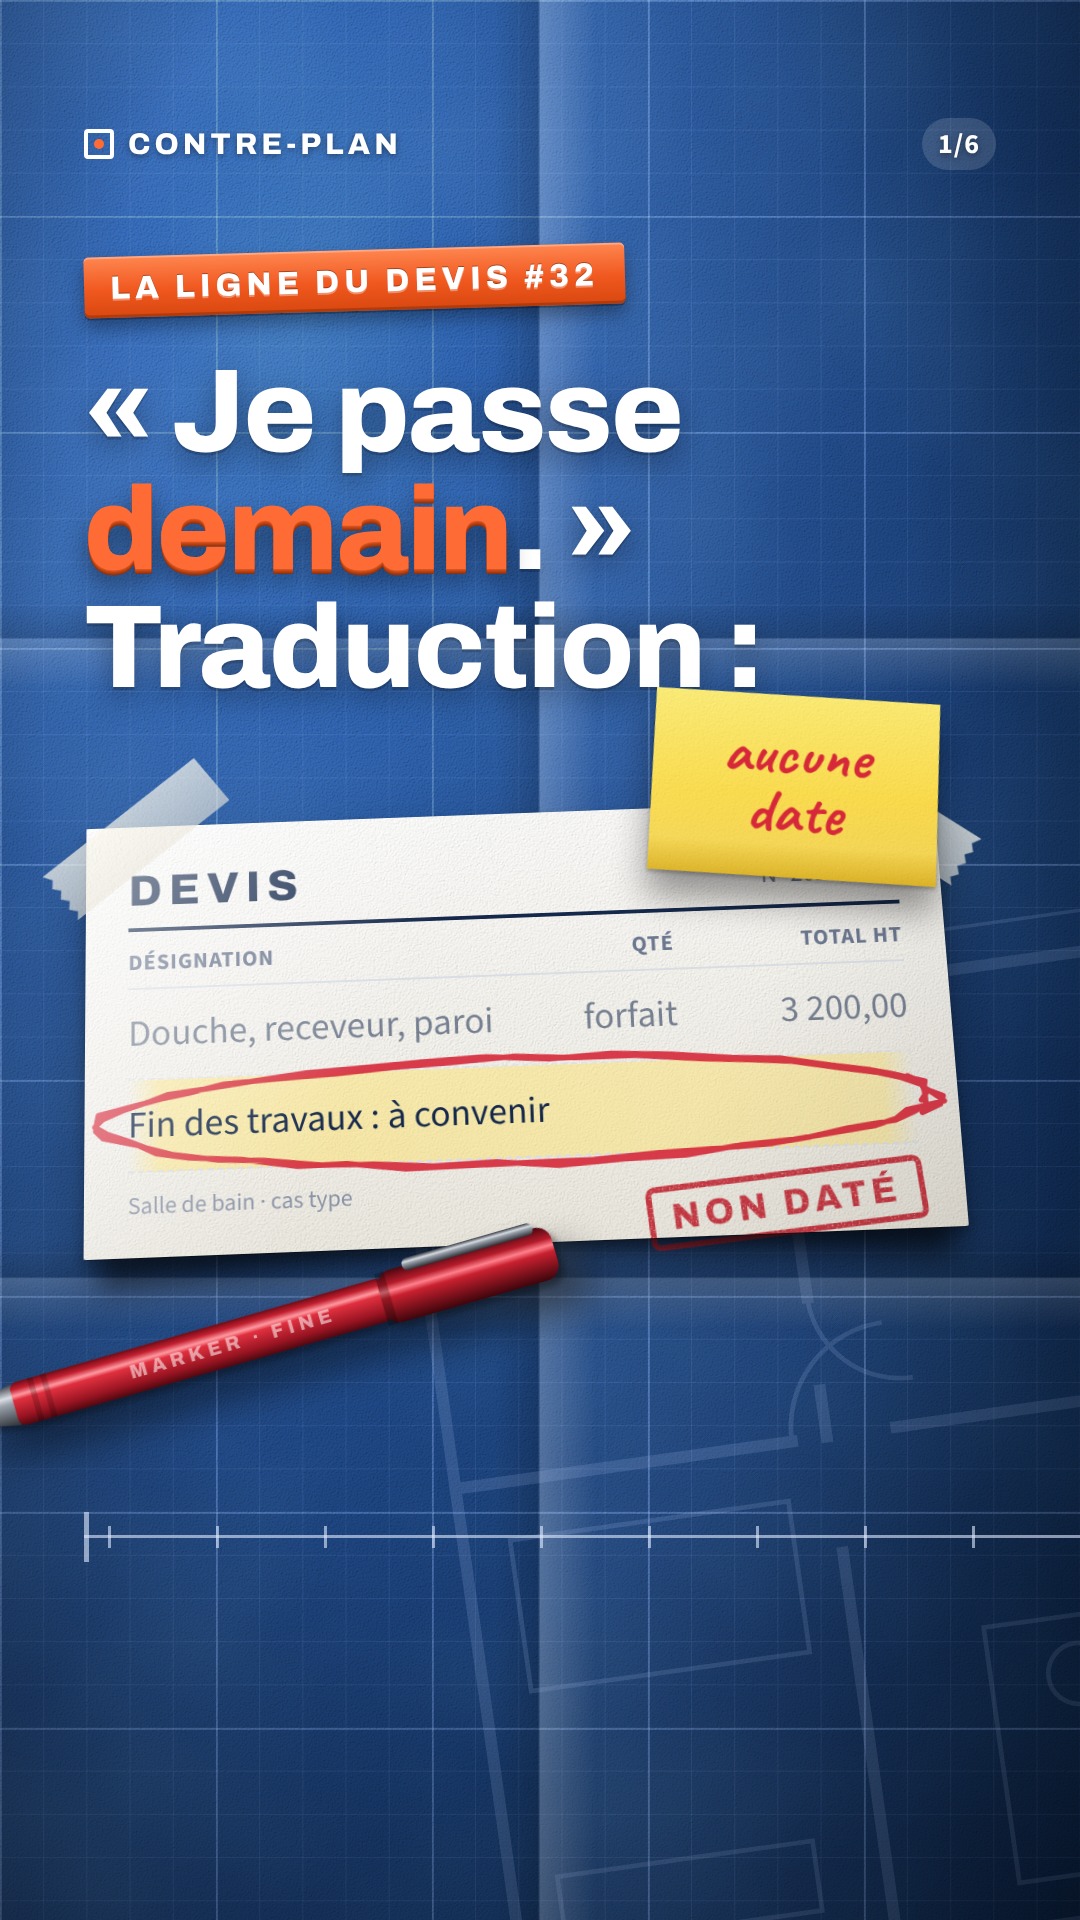 CONTRE-PLAN
1/6
LA LIGNE DU DEVIS #32
« Je passe
demain. »
Traduction :
aucune
date
DEVIS
DÉSIGNATION QTÉ TOTAL HT
Douche, receveur, paroi forfait 3 200,00
Fin des travaux : à convenir
Salle de bain · cas type
NON DATÉ
MARKER · FINE